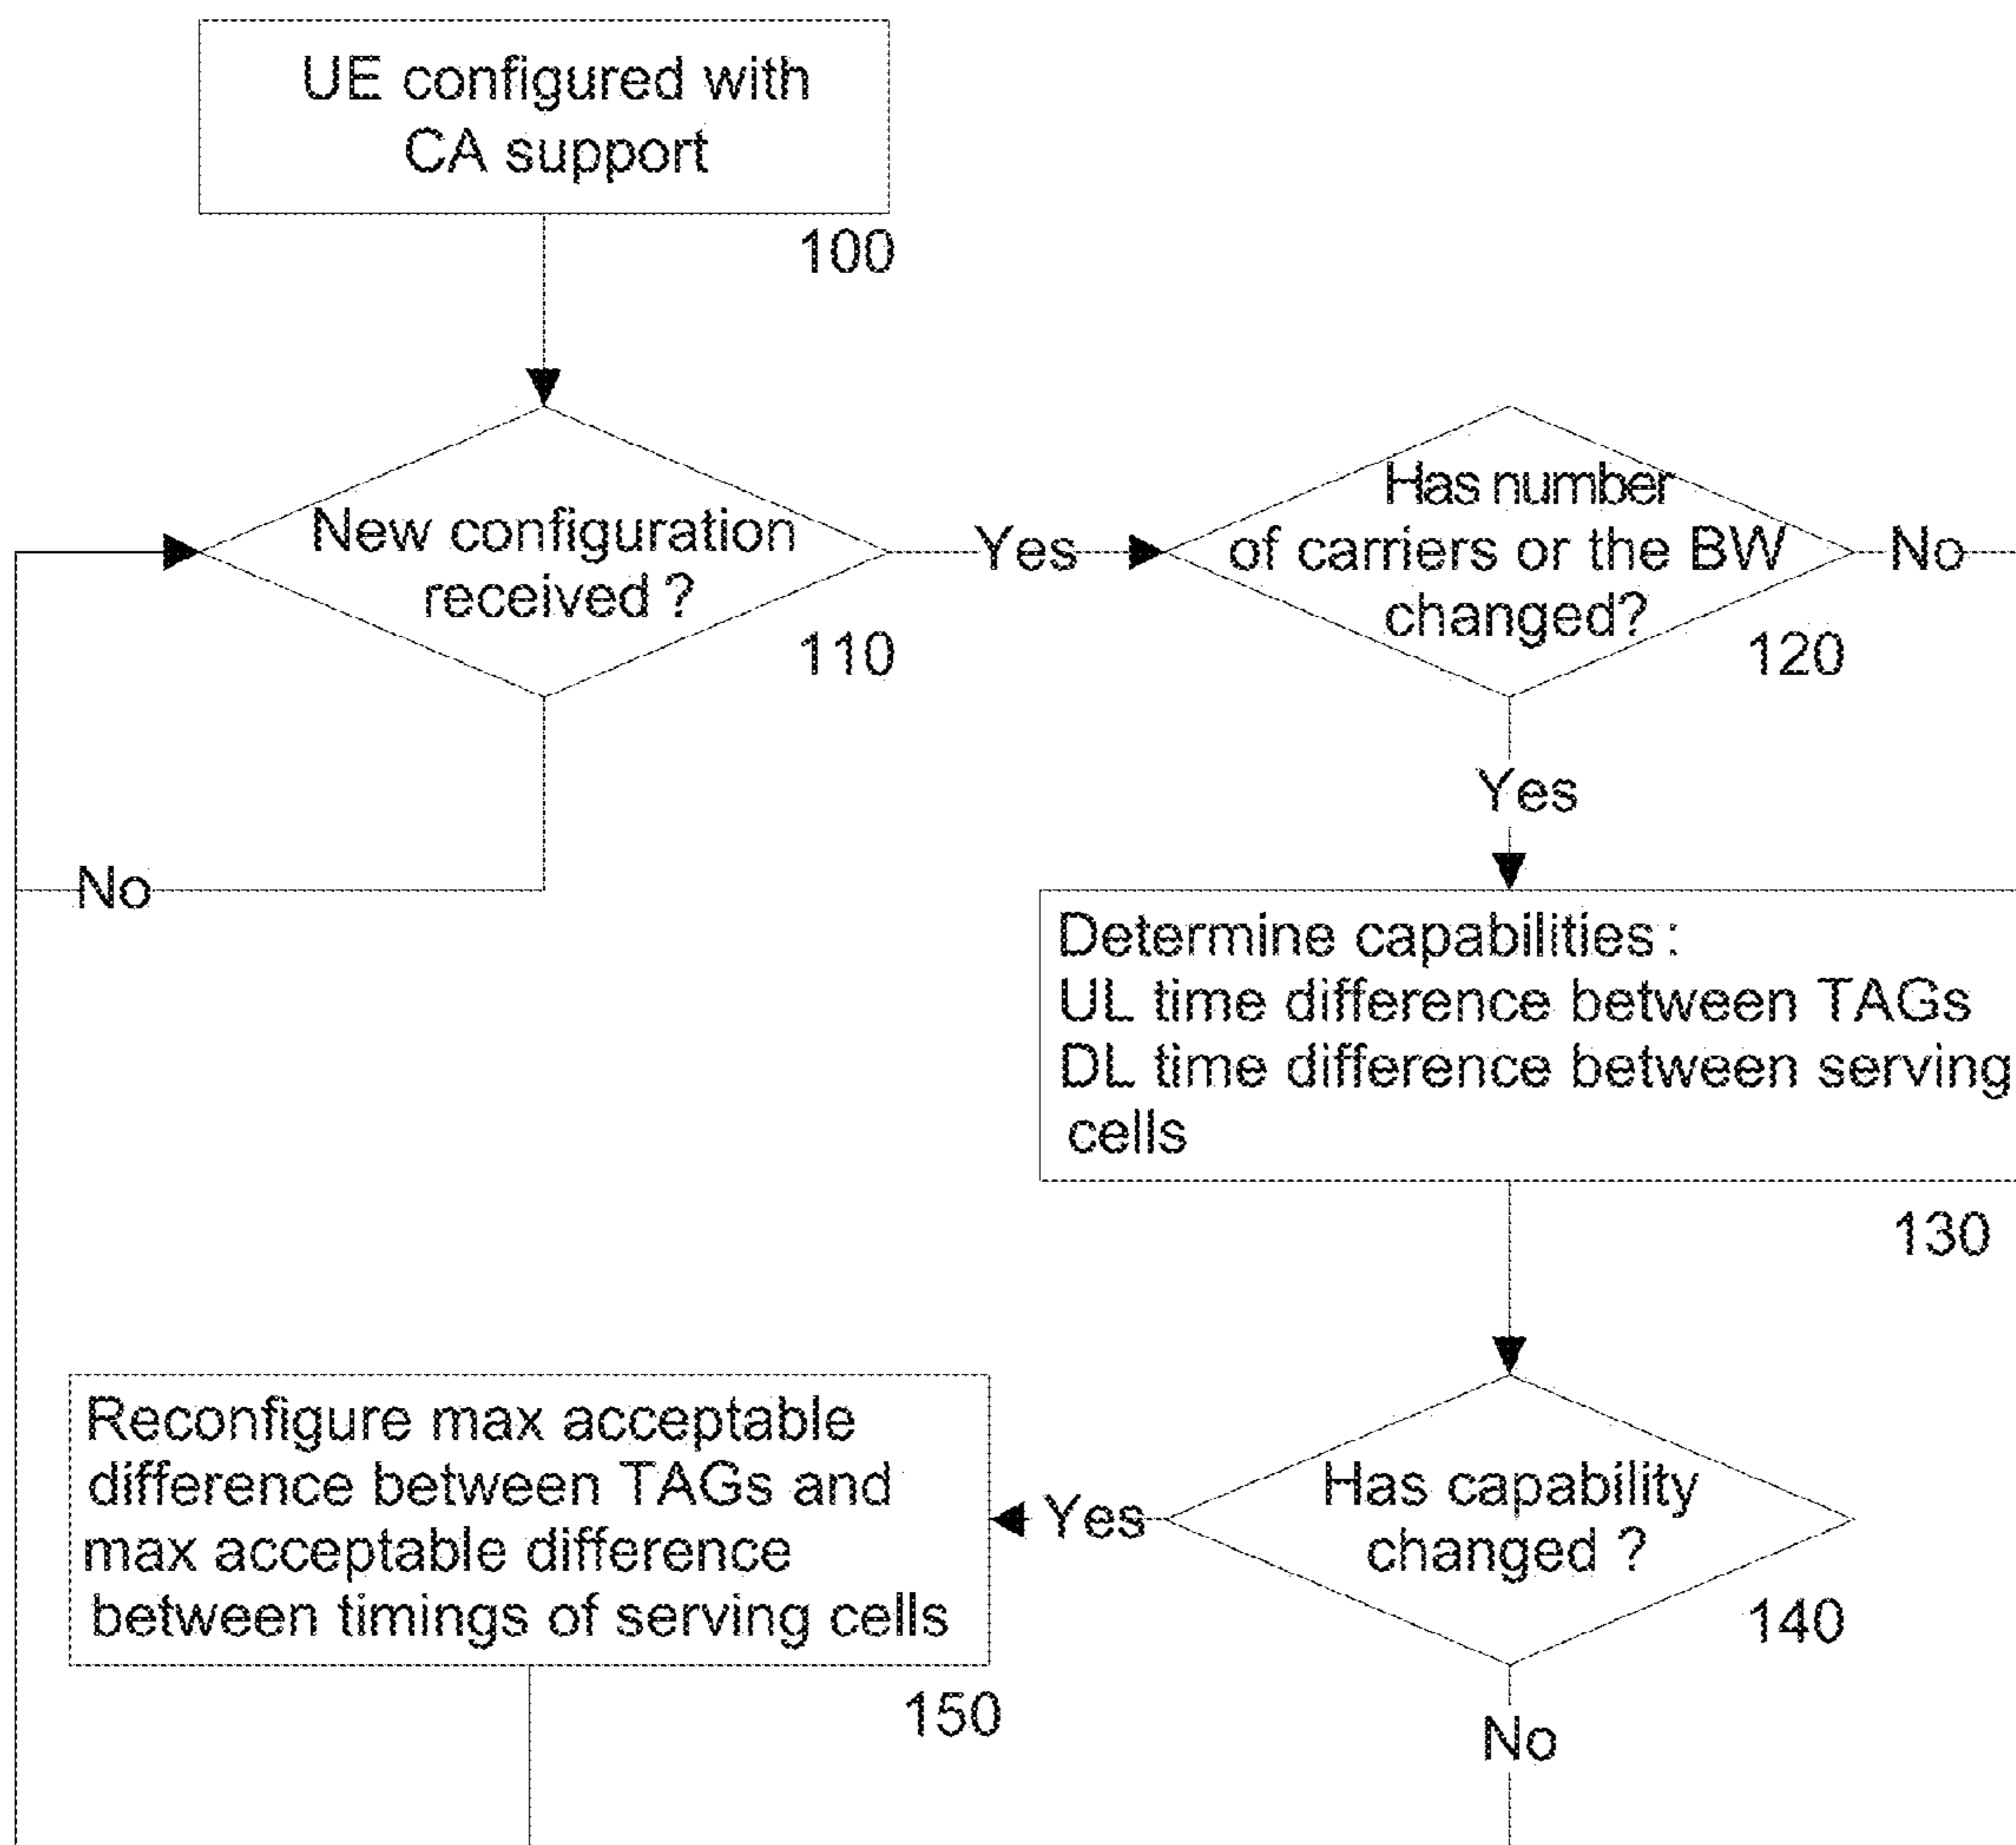 UE configured with
CA support
100
New configuration
received ?
110
Yes
Has number
of carriers or the BW
changed?
120
No
Yes
No
Determine capabilities :
UL time difference between TAGs
DL time difference between serving
cells
130
Has capability
changed ?
140
Yes
Reconfigure max acceptable
difference between TAGs and
max acceptable difference
between timings of serving cells
150
No